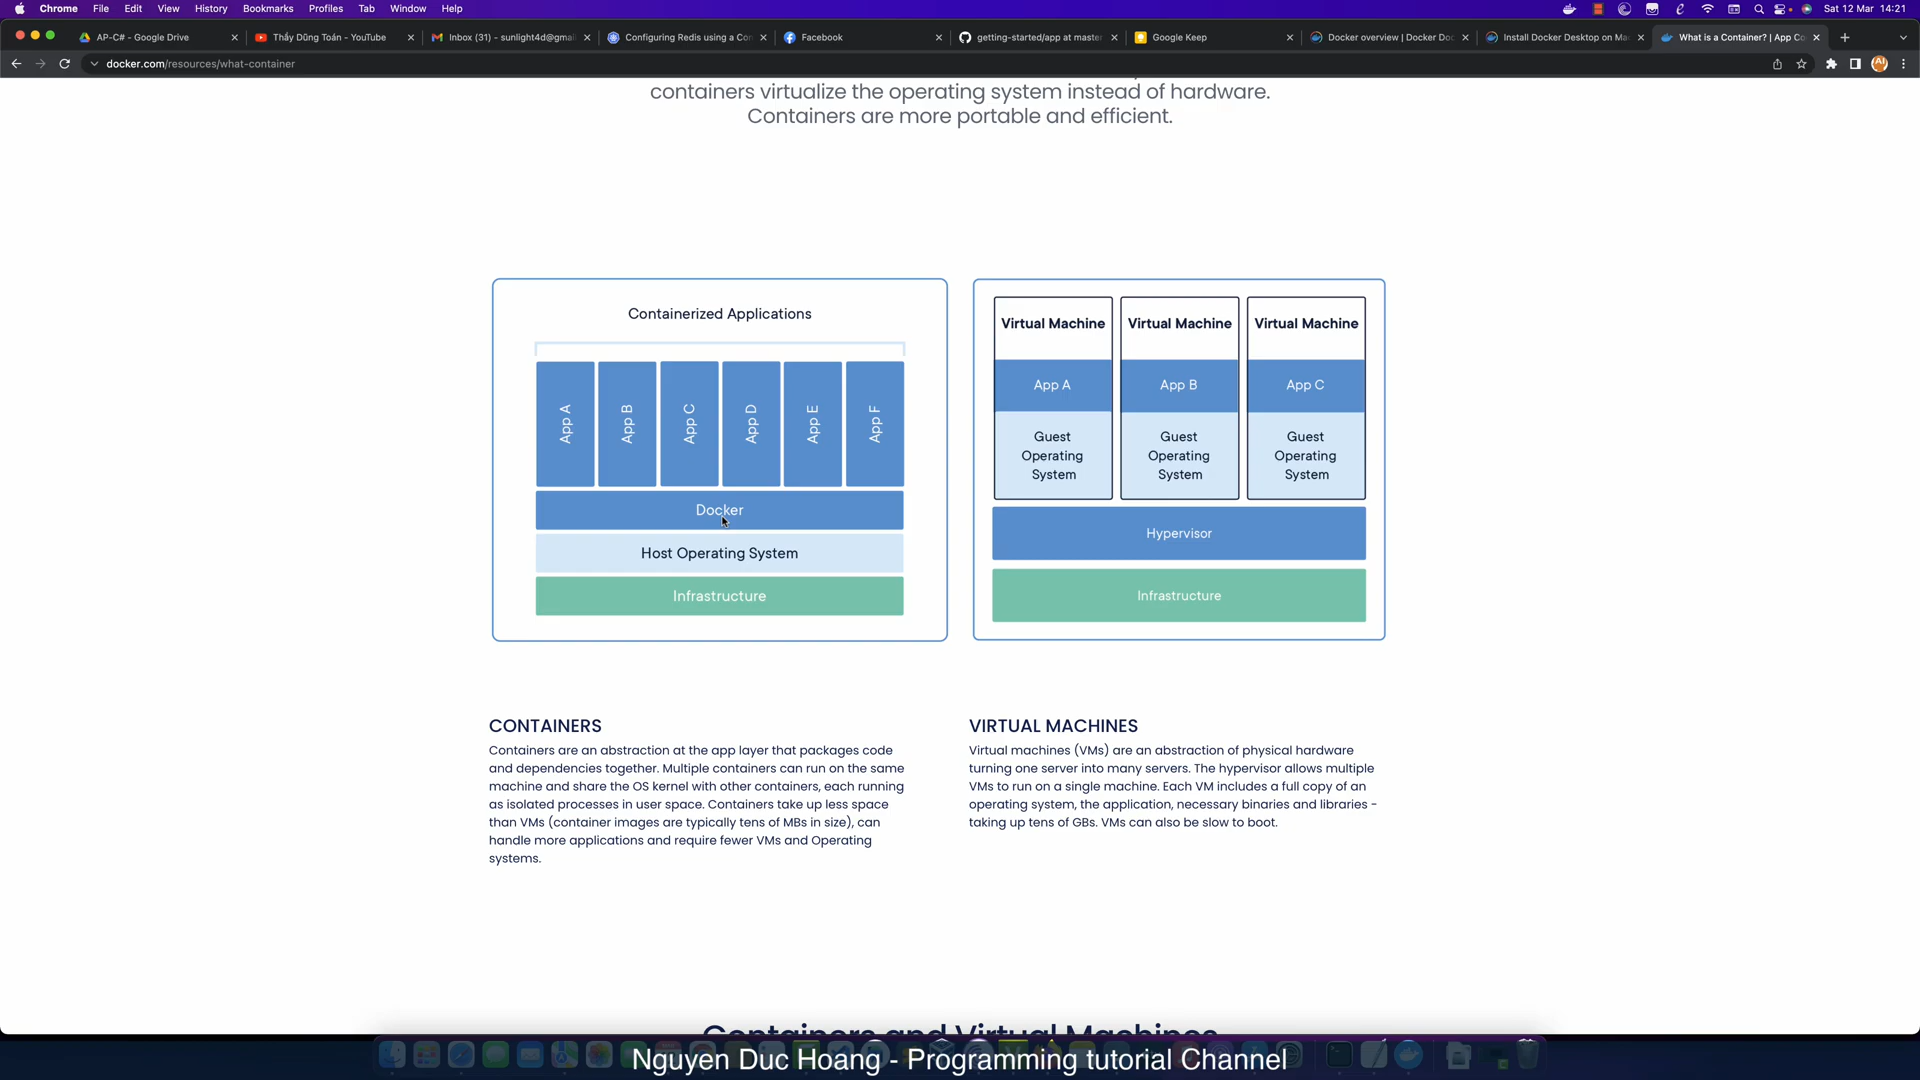 Chrome File Edit View History Bookmarks Profiles Tab Window Help Sat 12 Mar 14:21
AP-C# - Google Drive
Thầy Dũng Toán - YouTube
Inbox (31) - sunlight4d@gmai
Configuring Redis using a Con
Facebook
getting-started/app at master
Google Keep
Docker overview | Docker Doc
Install Docker Desktop on Ma
What is a Container? | App Co
docker.com/resources/what-container
containers virtualize the operating system instead of hardware.
Containers are more portable and efficient.
Containerized Applications
App A
App B
App C
App D
App E
App F
Docker
Host Operating System
Infrastructure
Virtual Machine
Virtual Machine
Virtual Machine
App A
App B
App C
Guest
Operating
System
Guest
Operating
System
Guest
Operating
System
Hypervisor
Infrastructure
CONTAINERS
Containers are an abstraction at the app layer that packages code
and dependencies together. Multiple containers can run on the same
machine and share the OS kernel with other containers, each running
as isolated processes in user space. Containers take up less space
than VMs (container images are typically tens of MBs in size), can
handle more applications and require fewer VMs and Operating
systems.
VIRTUAL MACHINES
Virtual machines (VMs) are an abstraction of physical hardware
turning one server into many servers. The hypervisor allows multiple
VMs to run on a single machine. Each VM includes a full copy of an
operating system, the application, necessary binaries and libraries -
taking up tens of GBs. VMs can also be slow to boot.
Containers and Virtual Machines
Nguyen Duc Hoang - Programming tutorial Channel